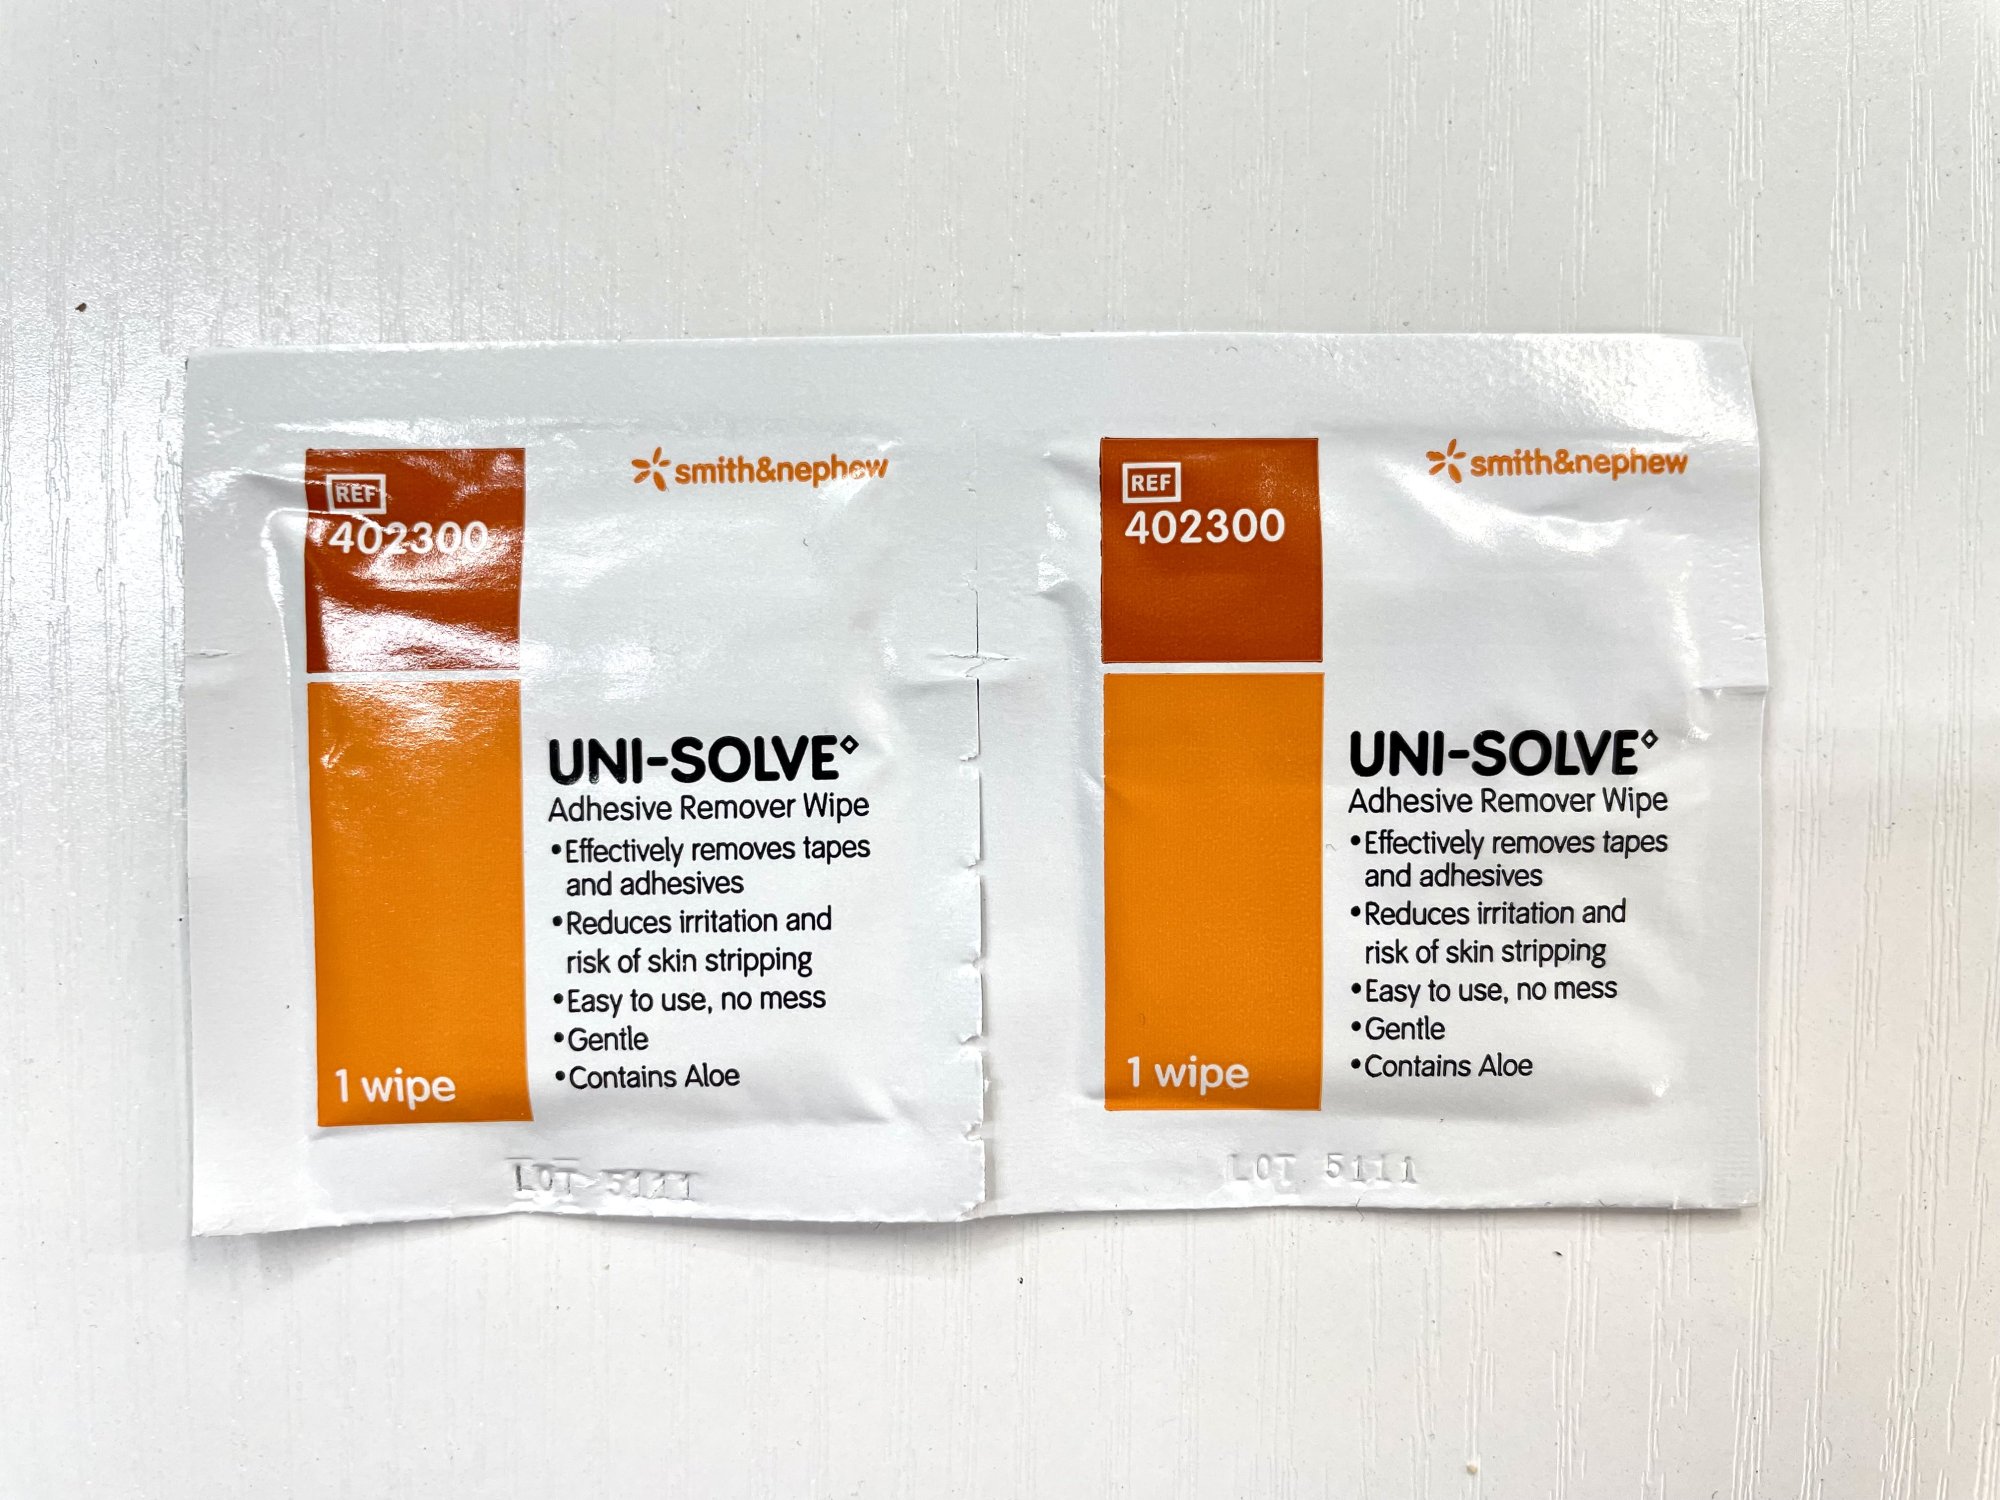 REF
402300
smith&nephew
UNI-SOLVE◊
Adhesive Remover Wipe
•Effectively removes tapes
and adhesives
•Reduces irritation and
risk of skin stripping
•Easy to use, no mess
•Gentle
•Contains Aloe
1 wipe
LOT 5111
REF
402300
smith&nephew
UNI-SOLVE◊
Adhesive Remover Wipe
•Effectively removes tapes
and adhesives
•Reduces irritation and
risk of skin stripping
•Easy to use, no mess
•Gentle
•Contains Aloe
1 wipe
LOT 5111